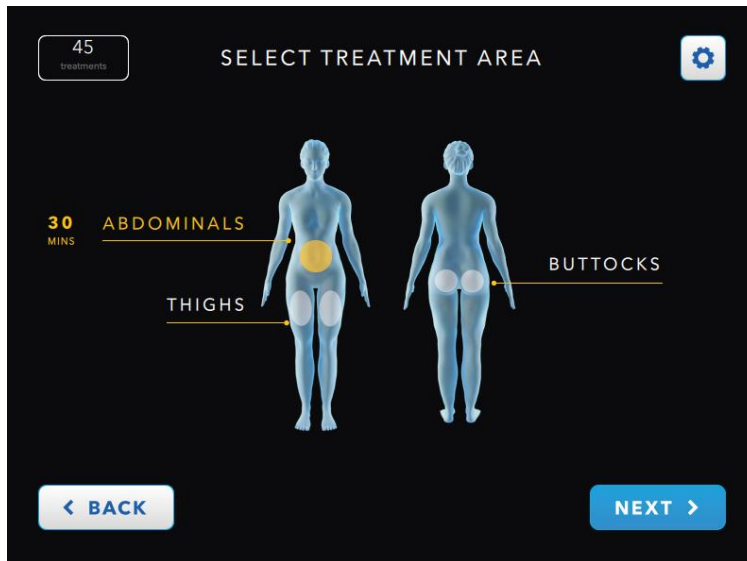 45
treatments
SELECT TREATMENT AREA
30 ABDOMINALS
MINS
BUTTOCKS
THIGHS
BACK
NEXT